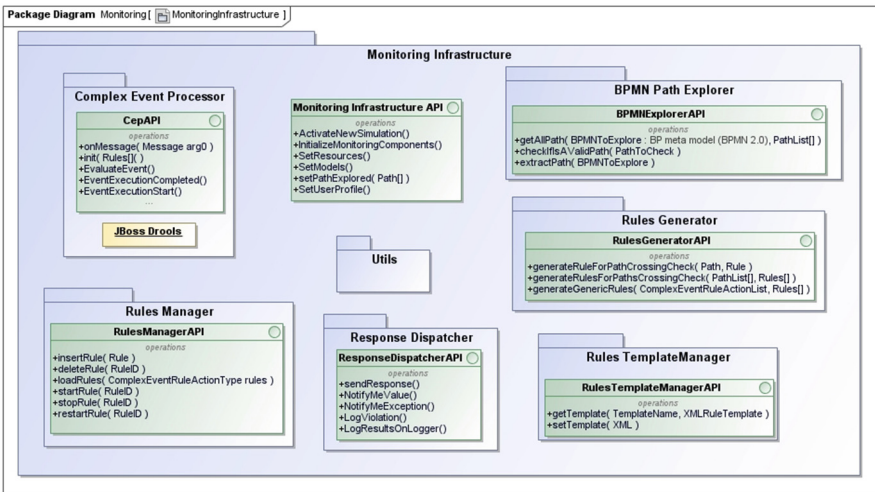 Package Diagram Monitoring [ MonitoringInfrastructure ]
Monitoring Infrastructure
Complex Event Processor
CepAPI
operations
+onMessage( Message arg0 )
+init( Rules[]( )
+EvaluateEvent()
+EventExecutionCompleted()
+EventExecutionStart()
...
JBoss Drools
Monitoring Infrastructure API
operations
+ActivateNewSimulation()
+InitializeMonitoringComponents()
+SetResources()
+SetModels()
+setPathExplored( Path[] )
+SetUserProfile()
BPMN Path Explorer
BPMNExplorerAPI
operations
+getAllPath( BPMNToExplore : BP meta model (BPMN 2.0), PathList[] )
+checkIfIsAValidPath( PathToCheck )
+extractPath( BPMNToExplore )
Rules Generator
RulesGeneratorAPI
operations
+generateRuleForPathCrossingCheck( Path, Rule )
+generateRulesForPathsCrossingCheck( PathList[], Rules[] )
+generateGenericRules( ComplexEventRuleActionList, Rules[] )
Utils
Rules Manager
RulesManagerAPI
operations
+insertRule( Rule )
+deleteRule( RuleID )
+loadRules( ComplexEventRuleActionType rules )
+startRule( RuleID )
+stopRule( RuleID )
+restartRule( RuleID )
Response Dispatcher
ResponseDispatcherAPI
operations
+sendResponse()
+NotifyMeValue()
+NotifyMeException()
+LogViolation()
+LogResultsOnLogger()
Rules TemplateManager
RulesTemplateManagerAPI
operations
+getTemplate( TemplateName, XMLRuleTemplate )
+setTemplate( XML )